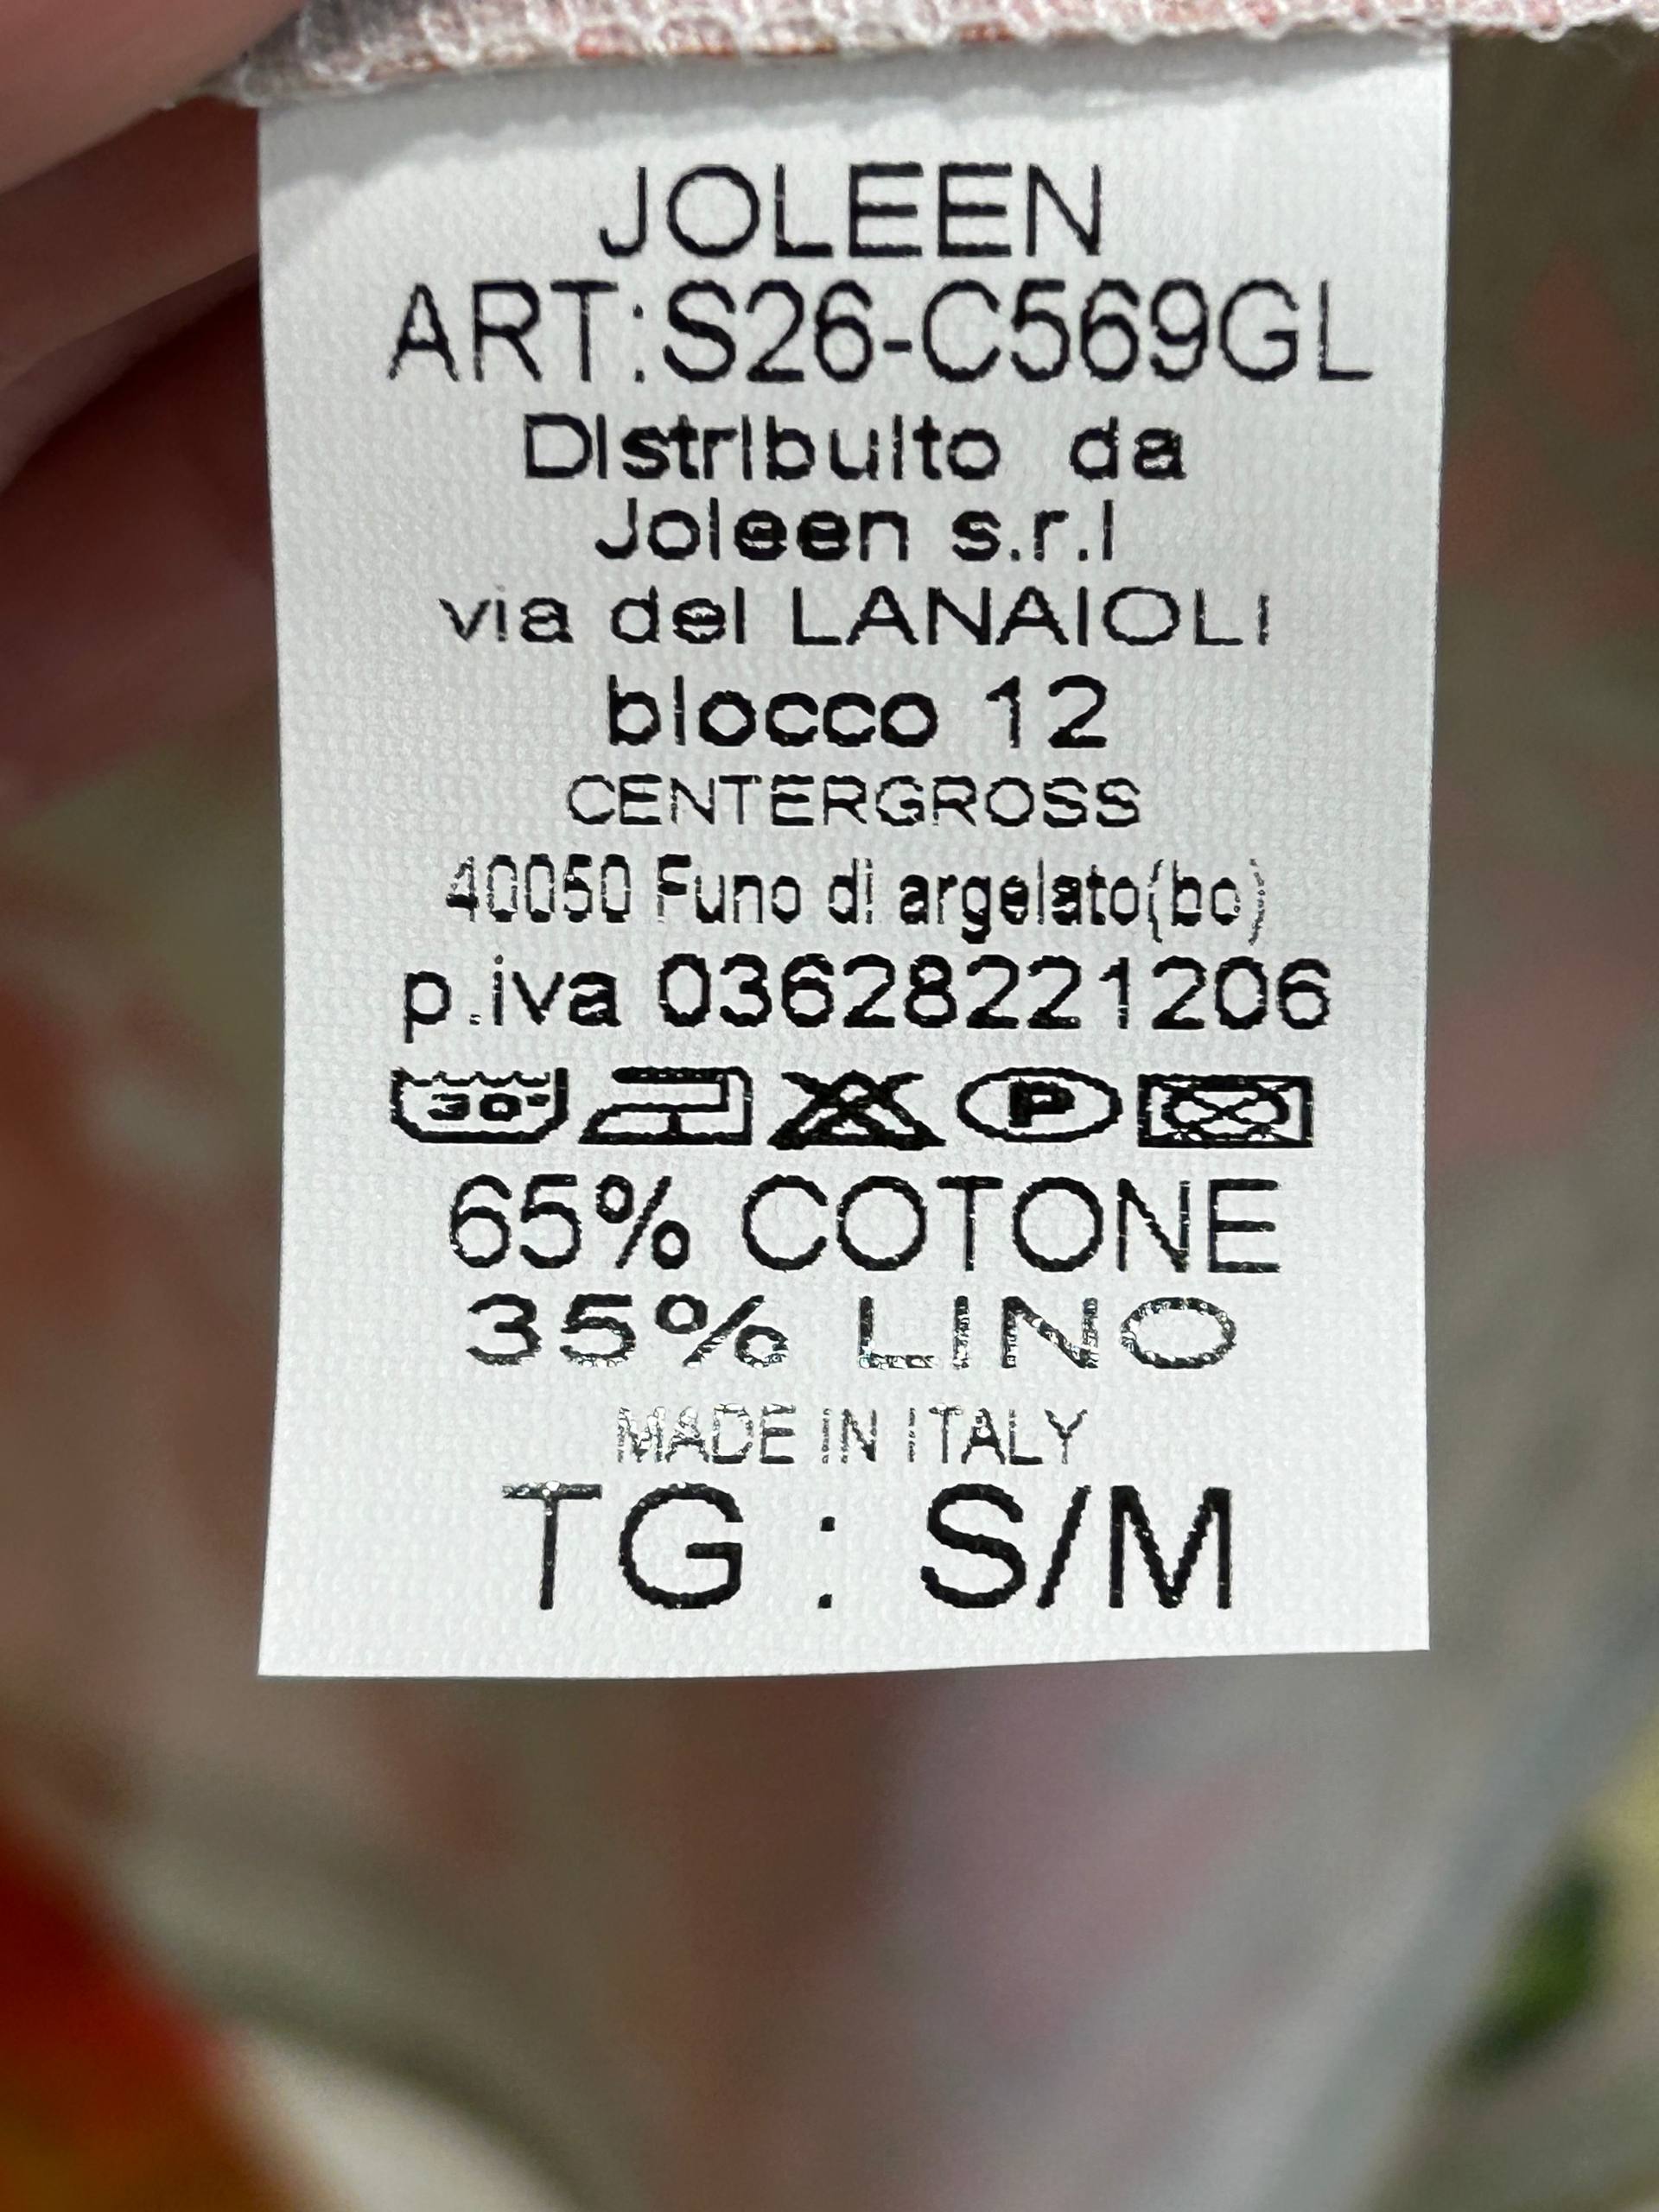 JOLEEN
ART:S26-C569GL
Distribuito da
Joleen s.r.l
via dei LANAIOLI
blocco 12
CENTERGROSS
40050 Funo di argelato(bo)
p.iva 03628221206
30° P
65% COTONE
35% LINO
MADE IN ITALY
TG : S/M